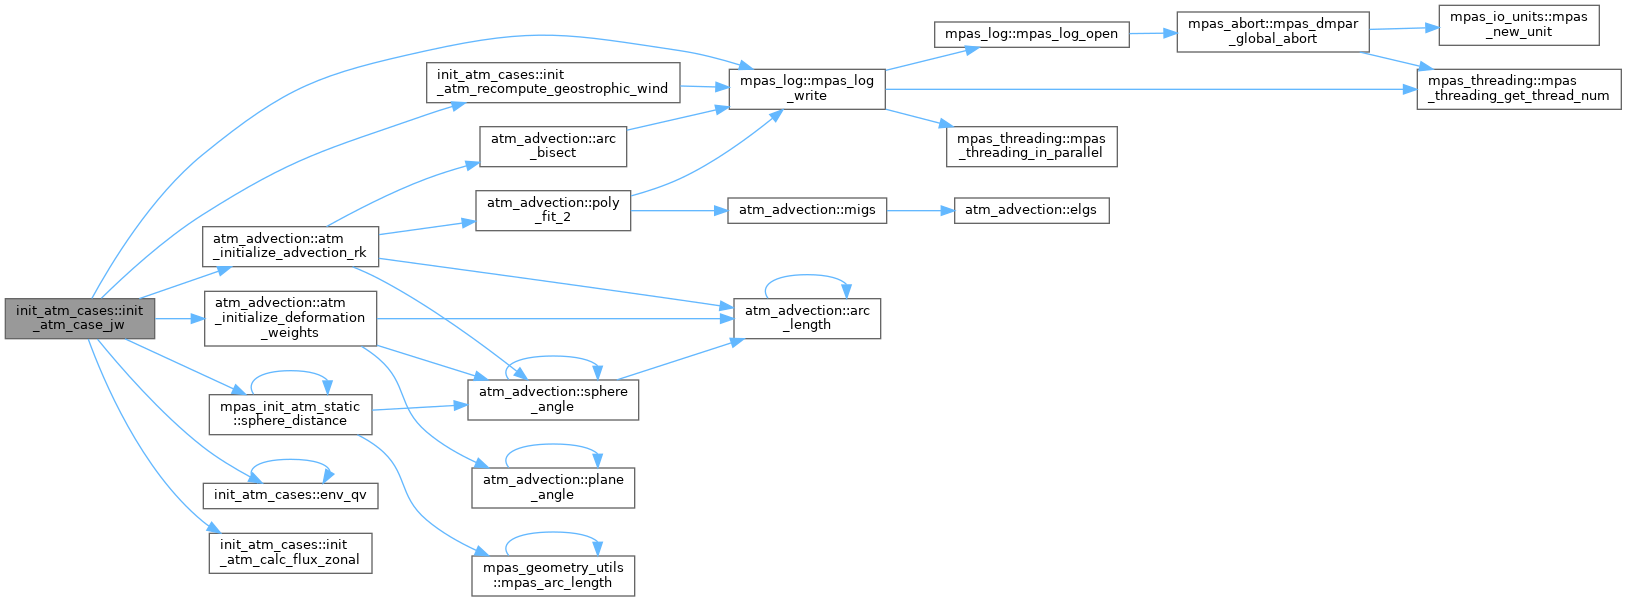 init_atm_cases::init
_atm_case_jw
init_atm_cases::init
_atm_recompute_geostrophic_wind
atm_advection::arc
_bisect
atm_advection::poly
_fit_2
atm_advection::atm
_initialize_advection_rk
atm_advection::atm
_initialize_deformation
_weights
mpas_init_atm_static
::sphere_distance
init_atm_cases::env_qv
init_atm_cases::init
_atm_calc_flux_zonal
atm_advection::sphere
_angle
atm_advection::plane
_angle
mpas_geometry_utils
::mpas_arc_length
mpas_log::mpas_log
_write
atm_advection::migs
atm_advection::arc
_length
mpas_log::mpas_log_open
mpas_threading::mpas
_threading_in_parallel
atm_advection::elgs
mpas_abort::mpas_dmpar
_global_abort
mpas_io_units::mpas
_new_unit
mpas_threading::mpas
_threading_get_thread_num